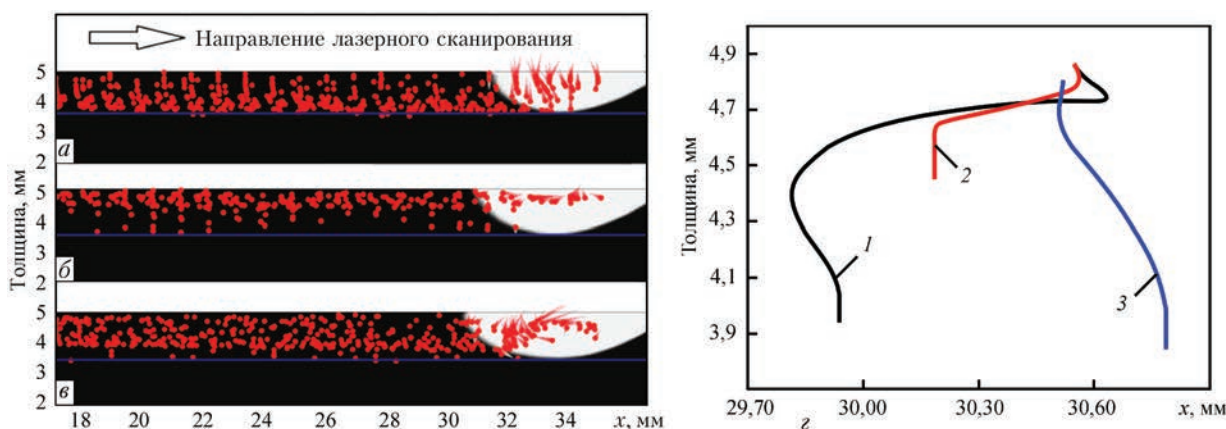 Направление лазерного сканирования
Толщина, мм
5
4
3
2
а
5
4
3
2
б
5
4
3
2
в
18 20 22 24 26 28 30 32 34 x, мм
Толщина, мм
4,9
4,7
4,5
4,3
4,1
3,9
1
2
3
29,70 30,00 30,30 30,60 x, мм
г